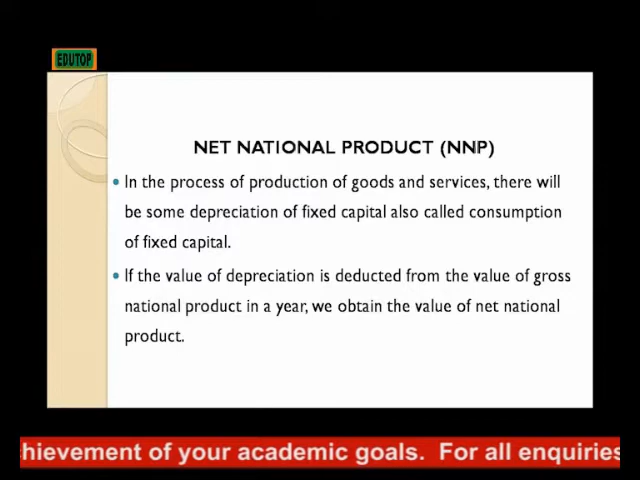 EDUTOP
NET NATIONAL PRODUCT (NNP)
• In the process of production of goods and services, there will
be some depreciation of fixed capital also called consumption
of fixed capital.
• If the value of depreciation is deducted from the value of gross
national product in a year, we obtain the value of net national
product.
hievement of your academic goals. For all enquiries